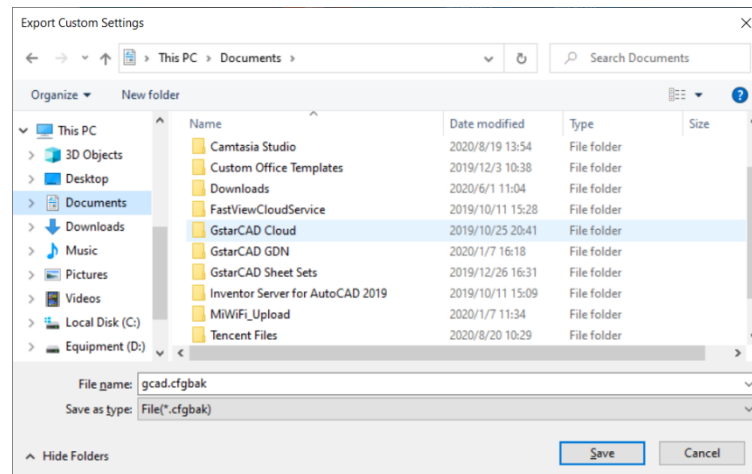 Export Custom Settings
This PC > Documents >
Search Documents
Organize
New folder
Name Date modified Type Size
This PC
3D Objects
Desktop
Documents
Downloads
Music
Pictures
Videos
Local Disk (C:)
Equipment (D:)
Camtasia Studio 2020/8/19 13:54 File folder
Custom Office Templates 2019/12/3 10:38 File folder
Downloads 2020/6/1 11:04 File folder
FastViewCloudService 2019/10/11 15:28 File folder
GstarCAD Cloud 2019/10/25 20:41 File folder
GstarCAD GDN 2020/1/7 16:18 File folder
GstarCAD Sheet Sets 2019/12/26 16:31 File folder
Inventor Server for AutoCAD 2019 2019/10/11 15:09 File folder
MiWiFi_Upload 2020/1/7 11:34 File folder
Tencent Files 2020/8/20 10:29 File folder
File name: gcad.cfgbak
Save as type: File(*.cfgbak)
Hide Folders
Save
Cancel